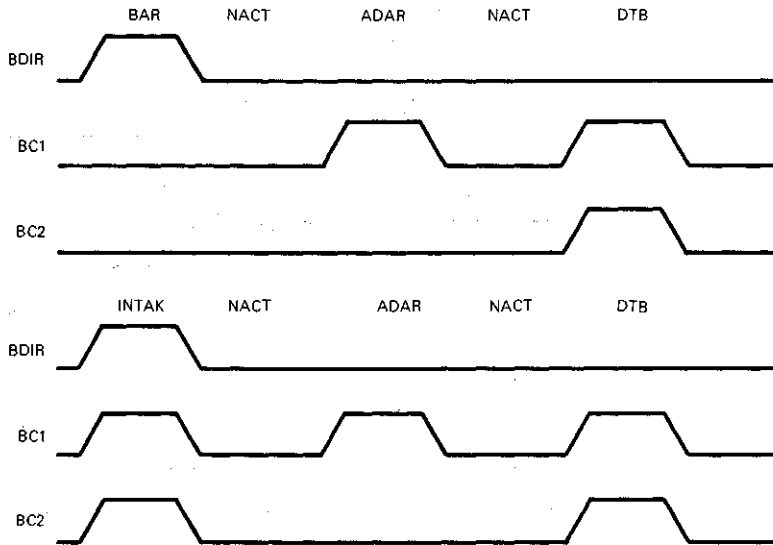 BAR NACT ADAR NACT DTB
BDIR
BC1
BC2
INTAK NACT ADAR NACT DTB
BDIR
BC1
BC2